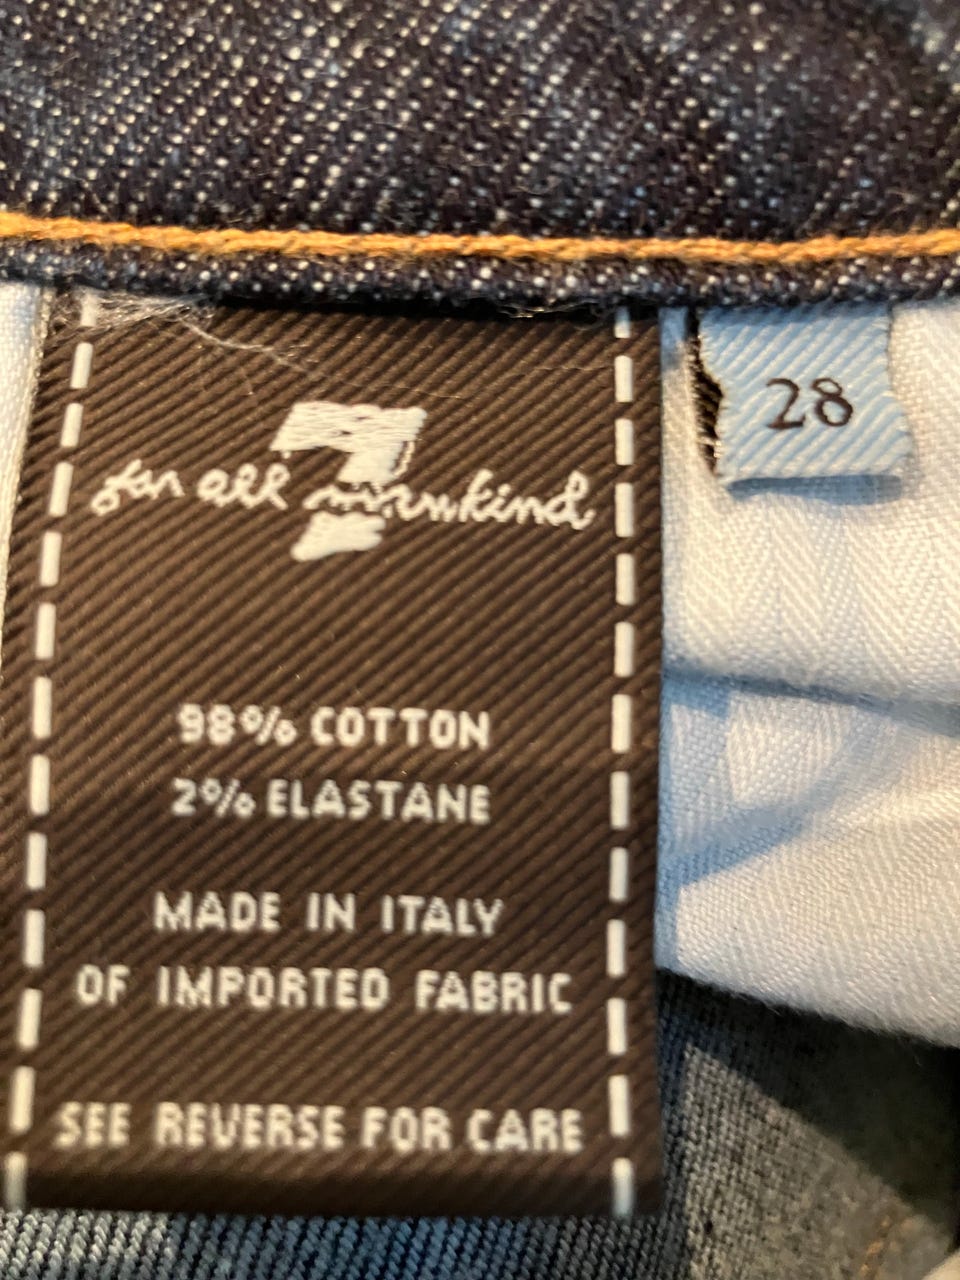 7
for all mankind
28
98% COTTON
2% ELASTANE
MADE IN ITALY
OF IMPORTED FABRIC
SEE REVERSE FOR CARE